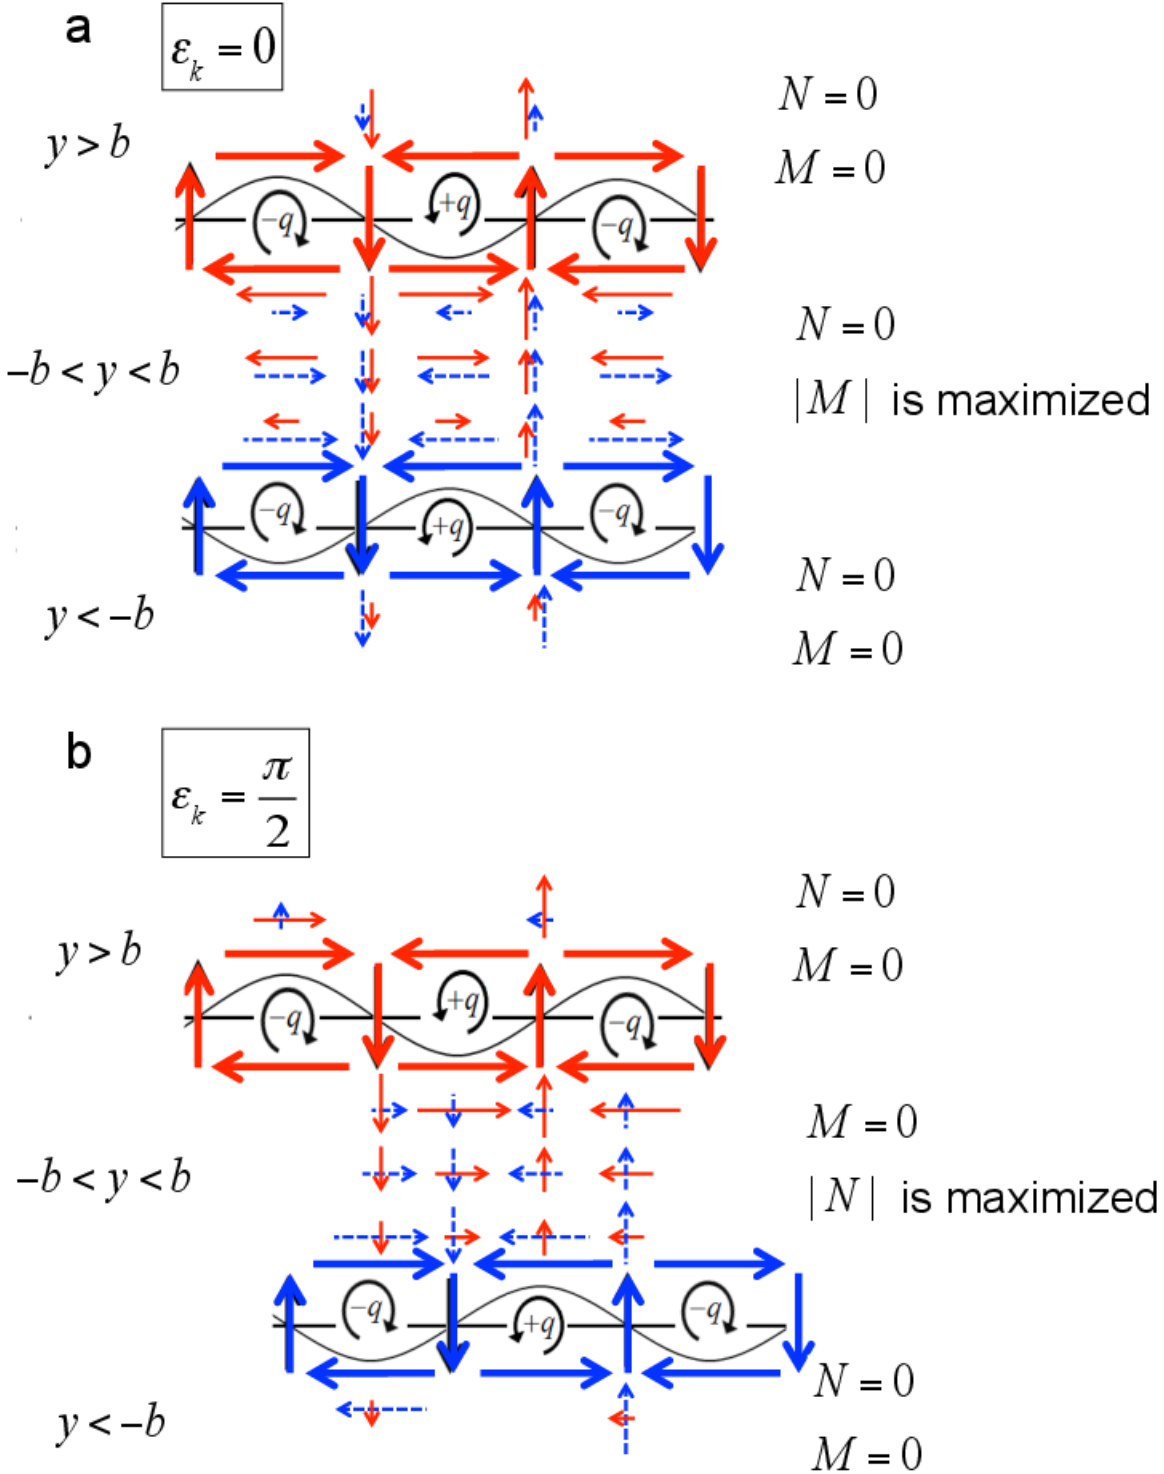 a
ε_k = 0
N = 0
y > b
M = 0
−q +q −q
N = 0
−b < y < b
|M| is maximized
−q +q −q
N = 0
y < −b
M = 0
b
ε_k = π/2
N = 0
y > b
M = 0
−q +q −q
M = 0
−b < y < b
|N| is maximized
−q +q −q
N = 0
y < −b
M = 0